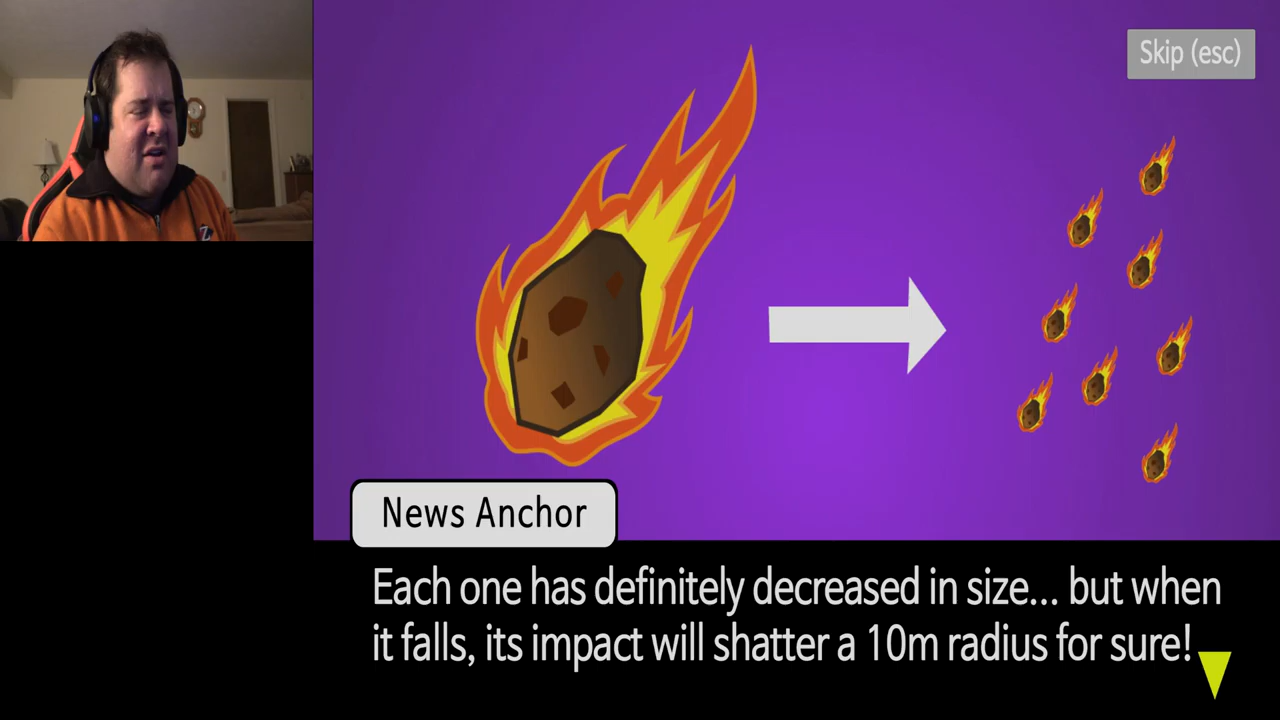 Skip (esc)
News Anchor
Each one has definitely decreased in size... but when
it falls, its impact will shatter a 10m radius for sure!